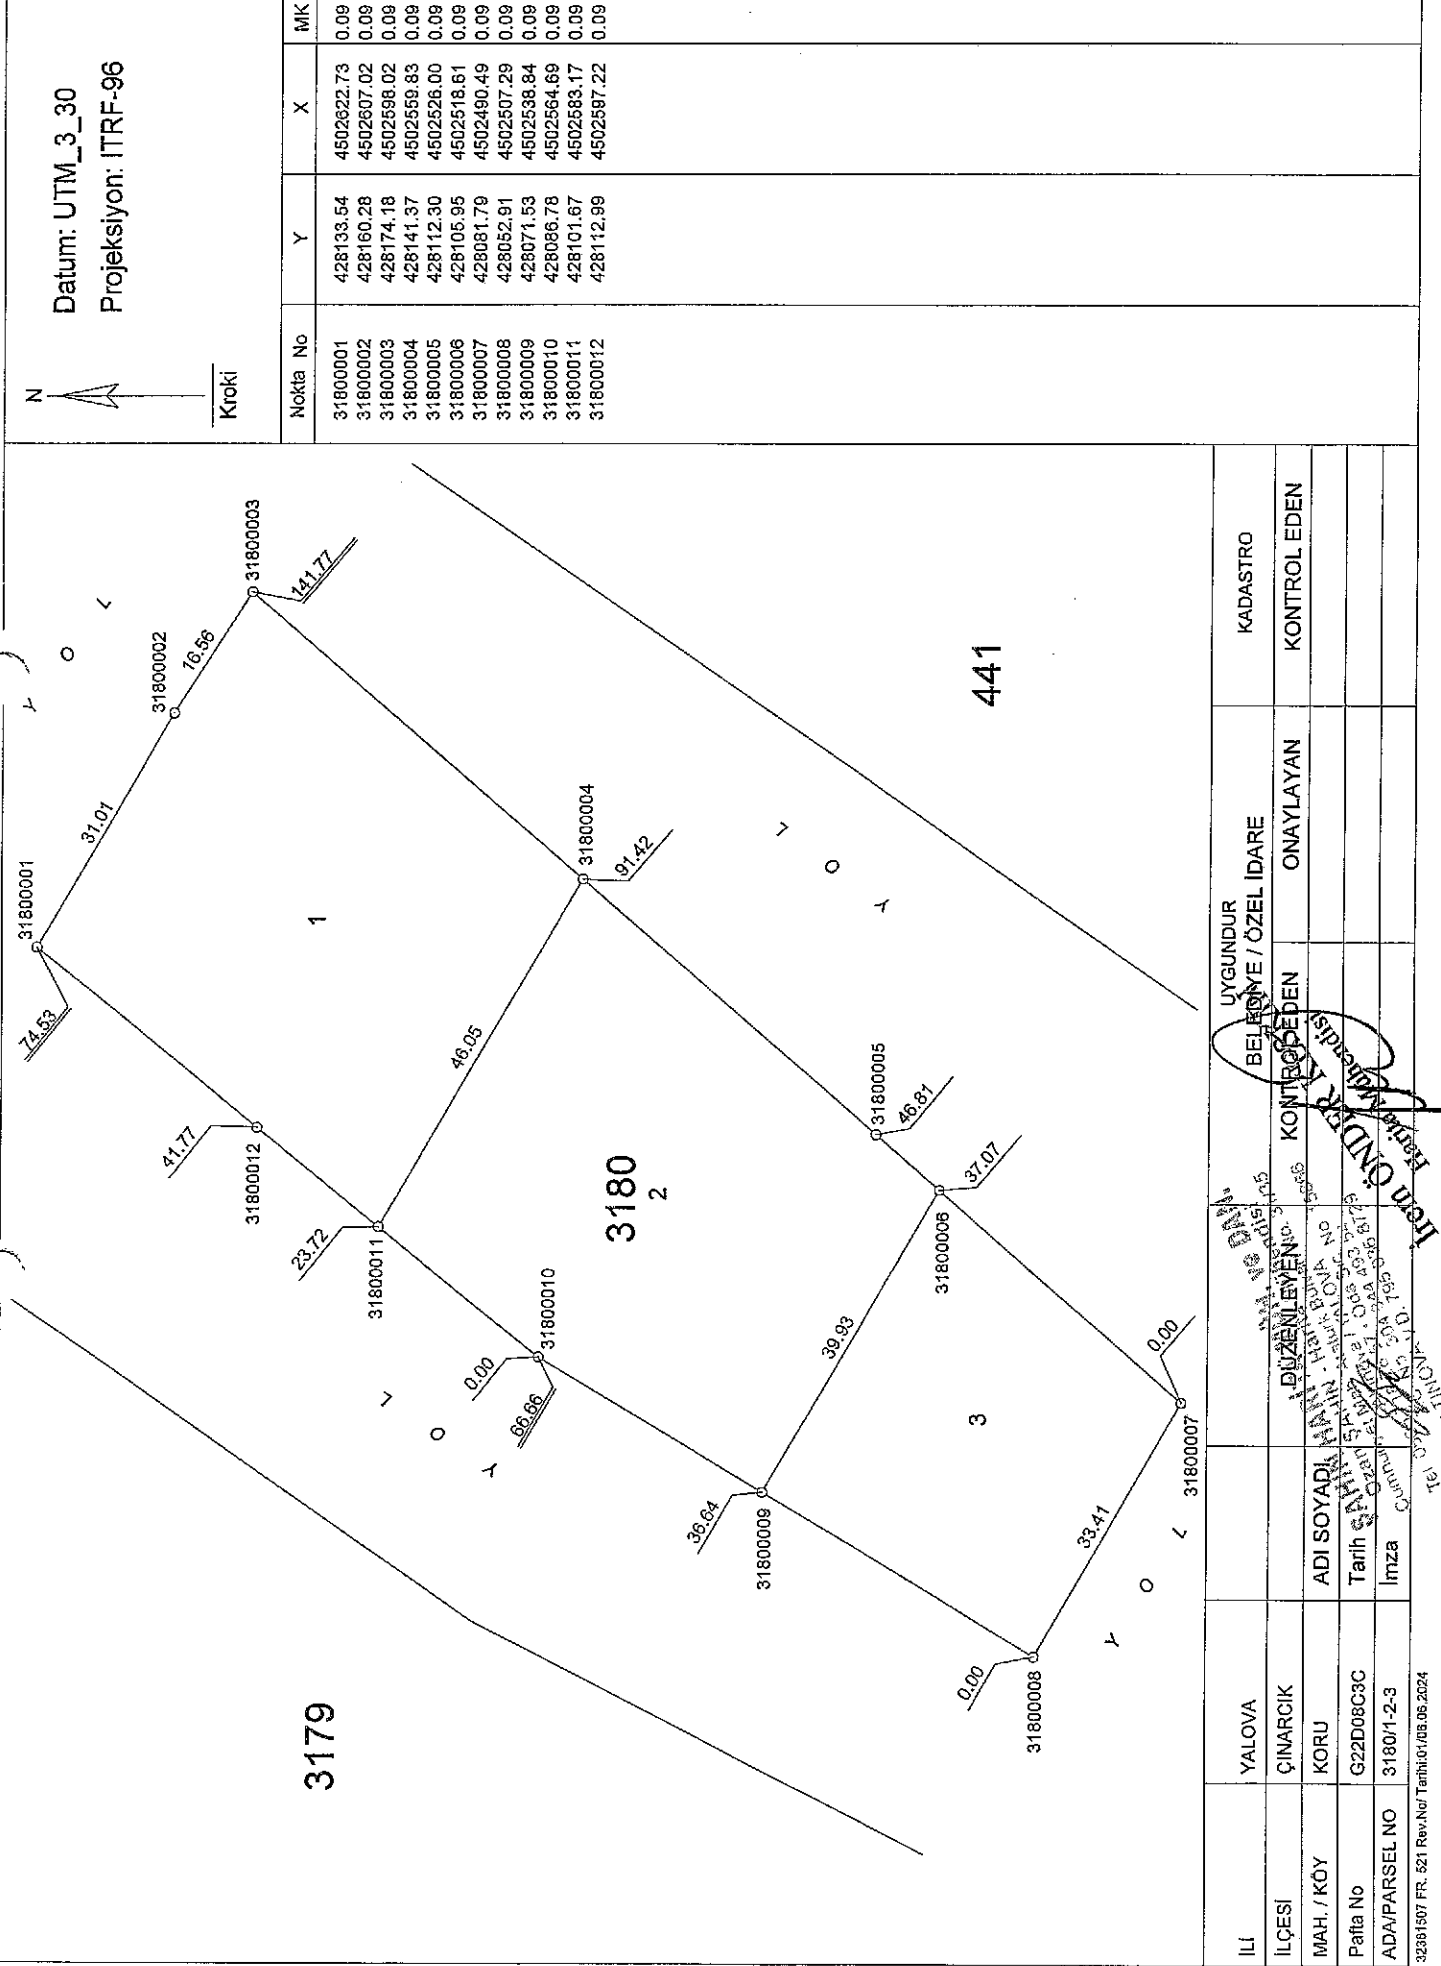 N
Kroki
Datum: UTM_3_30
Projeksiyon: ITRF-96
Nokta No Y X MK
31800001 428133.54 4502622.73 0.09
31800002 428160.28 4502607.02 0.09
31800003 428174.18 4502598.02 0.09
31800004 428141.37 4502559.83 0.09
31800005 428112.30 4502526.00 0.09
31800006 428105.95 4502518.61 0.09
31800007 428081.79 4502490.49 0.09
31800008 428052.91 4502507.29 0.09
31800009 428071.53 4502538.84 0.09
31800010 428086.78 4502564.69 0.09
31800011 428101.67 4502583.17 0.09
31800012 428112.99 4502597.22 0.09
31800001
74.53
31.01
31800002
16.56
Y O L
31800003
141.77
1
41.77
31800012
23.72
31800011
46.05
31800004
91.42
3179
Y O L
0.00
31800010
66.66
3180
2
31800005
46.81
37.07
31800006
Y O L
441
36.64
31800009
39.93
3
0.00
31800008
33.41
0.00
31800007
Y O L
İLİ YALOVA
İLÇESİ ÇINARCIK
MAH. / KÖY KORU
Pafta No G22D08C3C
ADA/PARSEL NO 3180/1-2-3
UYGUNDUR
BELEDİYE / ÖZEL İDARE
KADASTRO
DÜZENLEYEN KONTROL EDEN ONAYLAYAN KONTROL EDEN
ADI SOYADI
Tarih
İmza
İrem ÖNDER
Harita Mühendisi
32361507 FR. 521 Rev.No/ Tarihi:01/06.06.2024